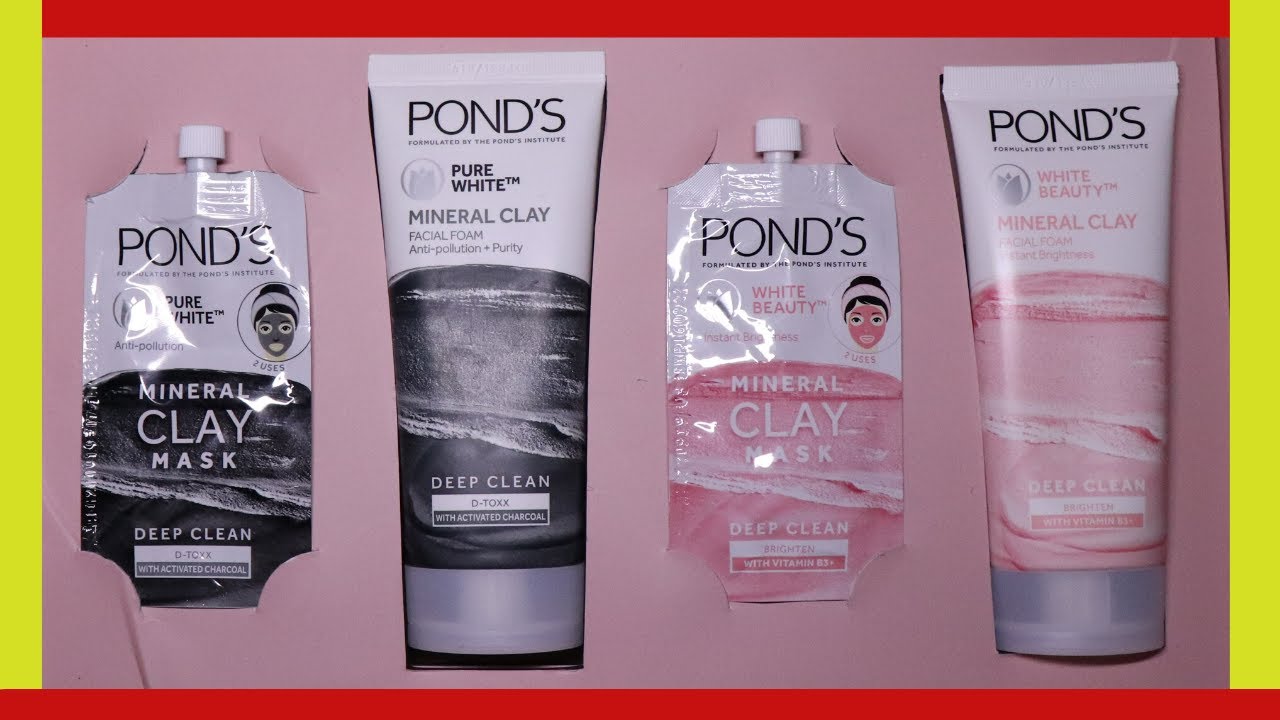 POND'S
FORMULATED BY THE POND'S INSTITUTE
PURE
WHITE™
Anti-pollution
2 USES
MINERAL
CLAY
MASK
DEEP CLEAN
D-TOXX
WITH ACTIVATED CHARCOAL
POND'S
FORMULATED BY THE POND'S INSTITUTE
PURE
WHITE™
MINERAL CLAY
FACIAL FOAM
Anti-pollution + Purity
DEEP CLEAN
D-TOXX
WITH ACTIVATED CHARCOAL
POND'S
FORMULATED BY THE POND'S INSTITUTE
WHITE
BEAUTY™
Instant Brightness
2 USES
MINERAL
CLAY
MASK
DEEP CLEAN
BRIGHTEN
WITH VITAMIN B3+
POND'S
FORMULATED BY THE POND'S INSTITUTE
WHITE
BEAUTY™
MINERAL CLAY
FACIAL FOAM
Instant Brightness
DEEP CLEAN
BRIGHTEN
WITH VITAMIN B3+